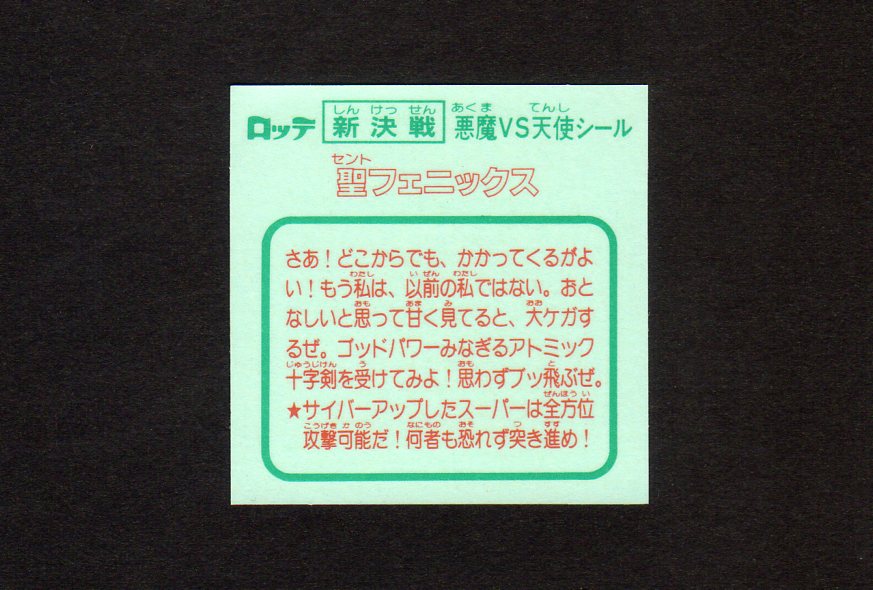 ロッテ 新決戦 悪魔VS天使シール
聖フェニックス
さあ！どこからでも、かかってくるがよ
い！もう私は、以前の私ではない。おと
なしいと思って甘く見てると、大ケガす
るぜ。ゴッドパワーみなぎるアトミック
十字剣を受けてみよ！思わずブッ飛ぶぜ。
★サイバーアップしたスーパーは全方位
攻撃可能だ！何者も恐れず突き進め！